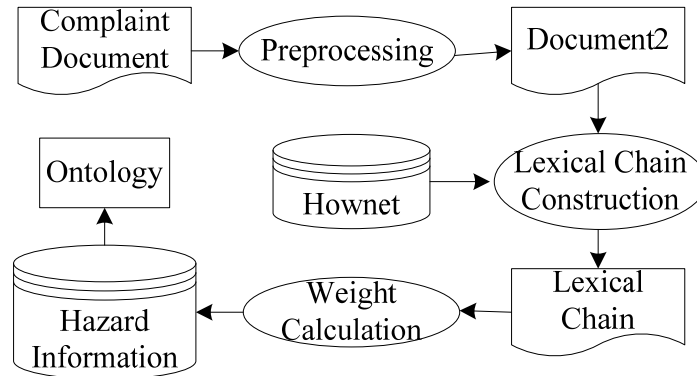 Complaint
Document
Preprocessing
Document2
Ontology
Hownet
Lexical Chain
Construction
Hazard
Information
Weight
Calculation
Lexical
Chain